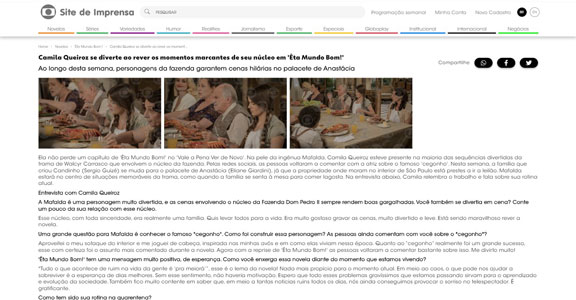 Site de Imprensa
PESQUISAR
Programação semanal
Minha Conta
Novo Cadastro
Novelas
Séries
Variedades
Humor
Realities
Jornalismo
Esporte
Especiais
Globoplay
Institucional
Internacional
Negócios
Home
Novelas
Êta Mundo Bom!
Camila Queiroz se diverte ao rever os moment
Camila Queiroz se diverte ao rever os momentos marcantes de seu núcleo em 'Êta Mundo Bom!'
Ao longo desta semana, personagens da fazenda garantem cenas hilárias no palacete de Anastácia
Compartilhe
Ela não perde um capítulo de 'Êta Mundo Bom!' no 'Vale a Pena Ver de Novo'. Na pele da ingênua Mafalda, Camila Queiroz esteve presente na maioria das sequências divertidas da
trama de Walcyr Carrasco que envolvem o núcleo da fazenda. Pelas redes sociais, as pessoas voltaram a comentar com a atriz sobre o famoso 'cegonho'. Nesta semana, a família que
criou Candinho (Sergio Guizé) se muda para o palacete de Anastácia (Eliane Giardini), já que a propriedade onde moram no interior de São Paulo está prestes a ir a leilão. Mafalda
estará no centro de situações memoráveis da trama, como quando a família se senta à mesa para comer lagosta. Na entrevista abaixo, Camila relembra o trabalho e fala sobre sua rotina
atual.
Entrevista com Camila Queiroz
A Mafalda é uma personagem muito divertida, e as cenas envolvendo o núcleo da Fazenda Dom Pedro II sempre rendem boas gargalhadas. Você também se divertia em cena? Conte
um pouco da sua relação com esse núcleo.
Esse núcleo, com toda sinceridade, era realmente uma família. Quis levar todos para a vida. Era muito gostoso gravar as cenas, muito divertido e leve. Está sendo maravilhoso rever a
novela.
Uma grande questão para Mafalda é conhecer o famoso "cegonho". Como foi construir essa personagem? As pessoas ainda comentam com você sobre o "cegonho"?
Aproveitei o meu sotaque do interior e me joguei de cabeça. Inspirada nas minhas avós e em como elas viviam nessa época. Quanto ao "cegonho" realmente foi um grande sucesso,
esse com certeza foi o assunto mais comentado durante a novela. Agora com a reprise de 'Êta Mundo Bom!' as pessoas voltaram a comentar bastante sobre isso. Me divirto muito!
'Êta Mundo Bom!' tem uma mensagem muito positiva, de esperança. Como você enxerga essa novela diante do momento que estamos vivendo?
"Tudo o que acontece de ruim na vida da gente é 'pra meiorá'", esse é o lema da novela! Nada mais propício para o momento atual. Em meio ao caos, o que pode nos ajudar a
sobreviver é a esperança de dias melhores. Sem esse sentimento, não haveria motivação. Espero que todo esses problemas gravíssimos que estamos passando sirvam para o aprendizado
e evolução da sociedade. Também fico muito contente em saber que, em meio a tantas notícias ruins todos os dias, nós ainda conseguimos provocar o sorriso no telespectador. É
gratificante.
Como tem sido sua rotina na quarentena?